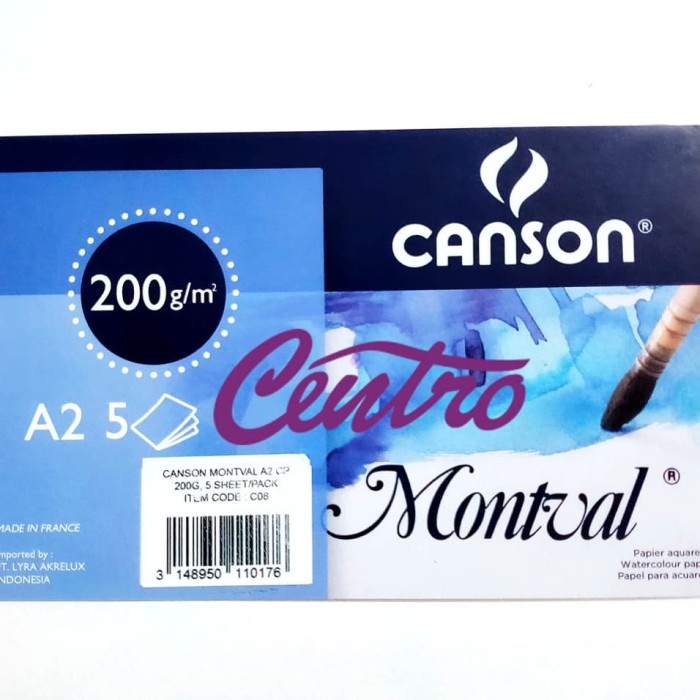 CANSON®
200g/m²
Centro
A2 5
CANSON MONTVAL A2 CP
200G, 5 SHEET/PACK
ITEM CODE : C08
3 148950 110176
Montval ®
MADE IN FRANCE
Imported by :
PT. LYRA AKRELUX
INDONESIA
Papier aquare
Watercolour pap
Papel para acuar